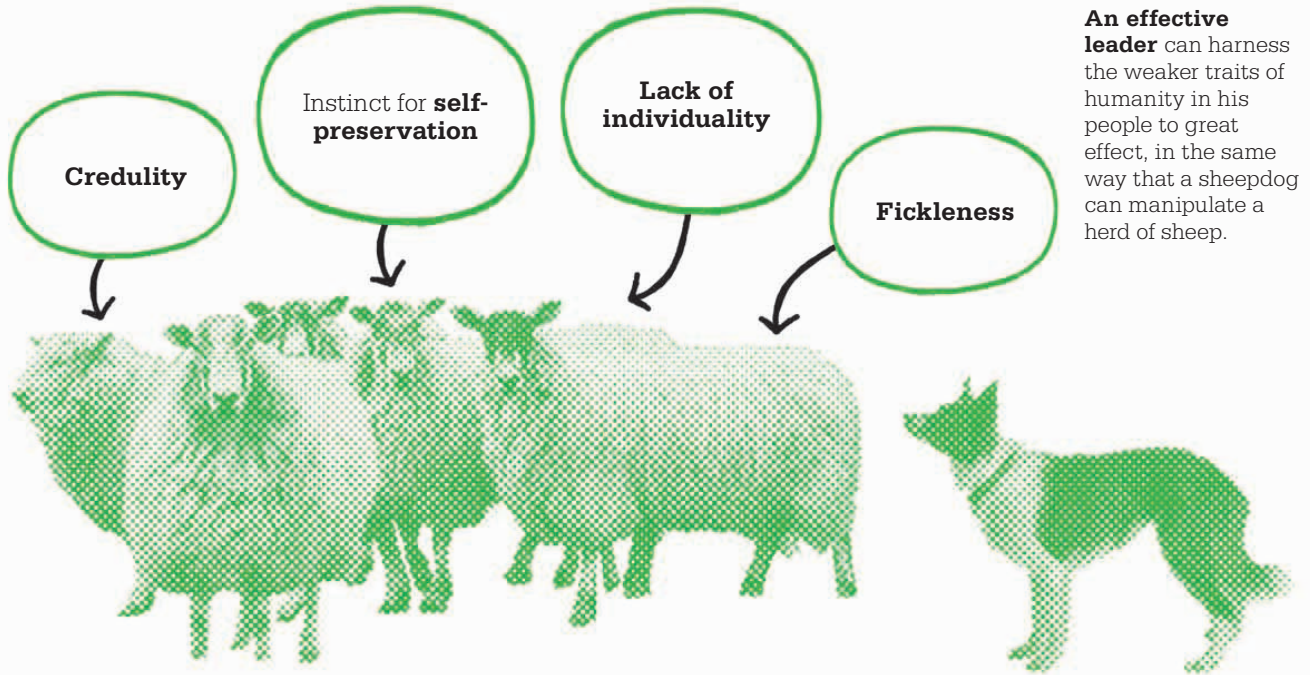 Credulity
Instinct for self-
preservation
Lack of
individuality
Fickleness
An effective
leader can harness
the weaker traits of
humanity in his
people to great
effect, in the same
way that a sheepdog
can manipulate a
herd of sheep.